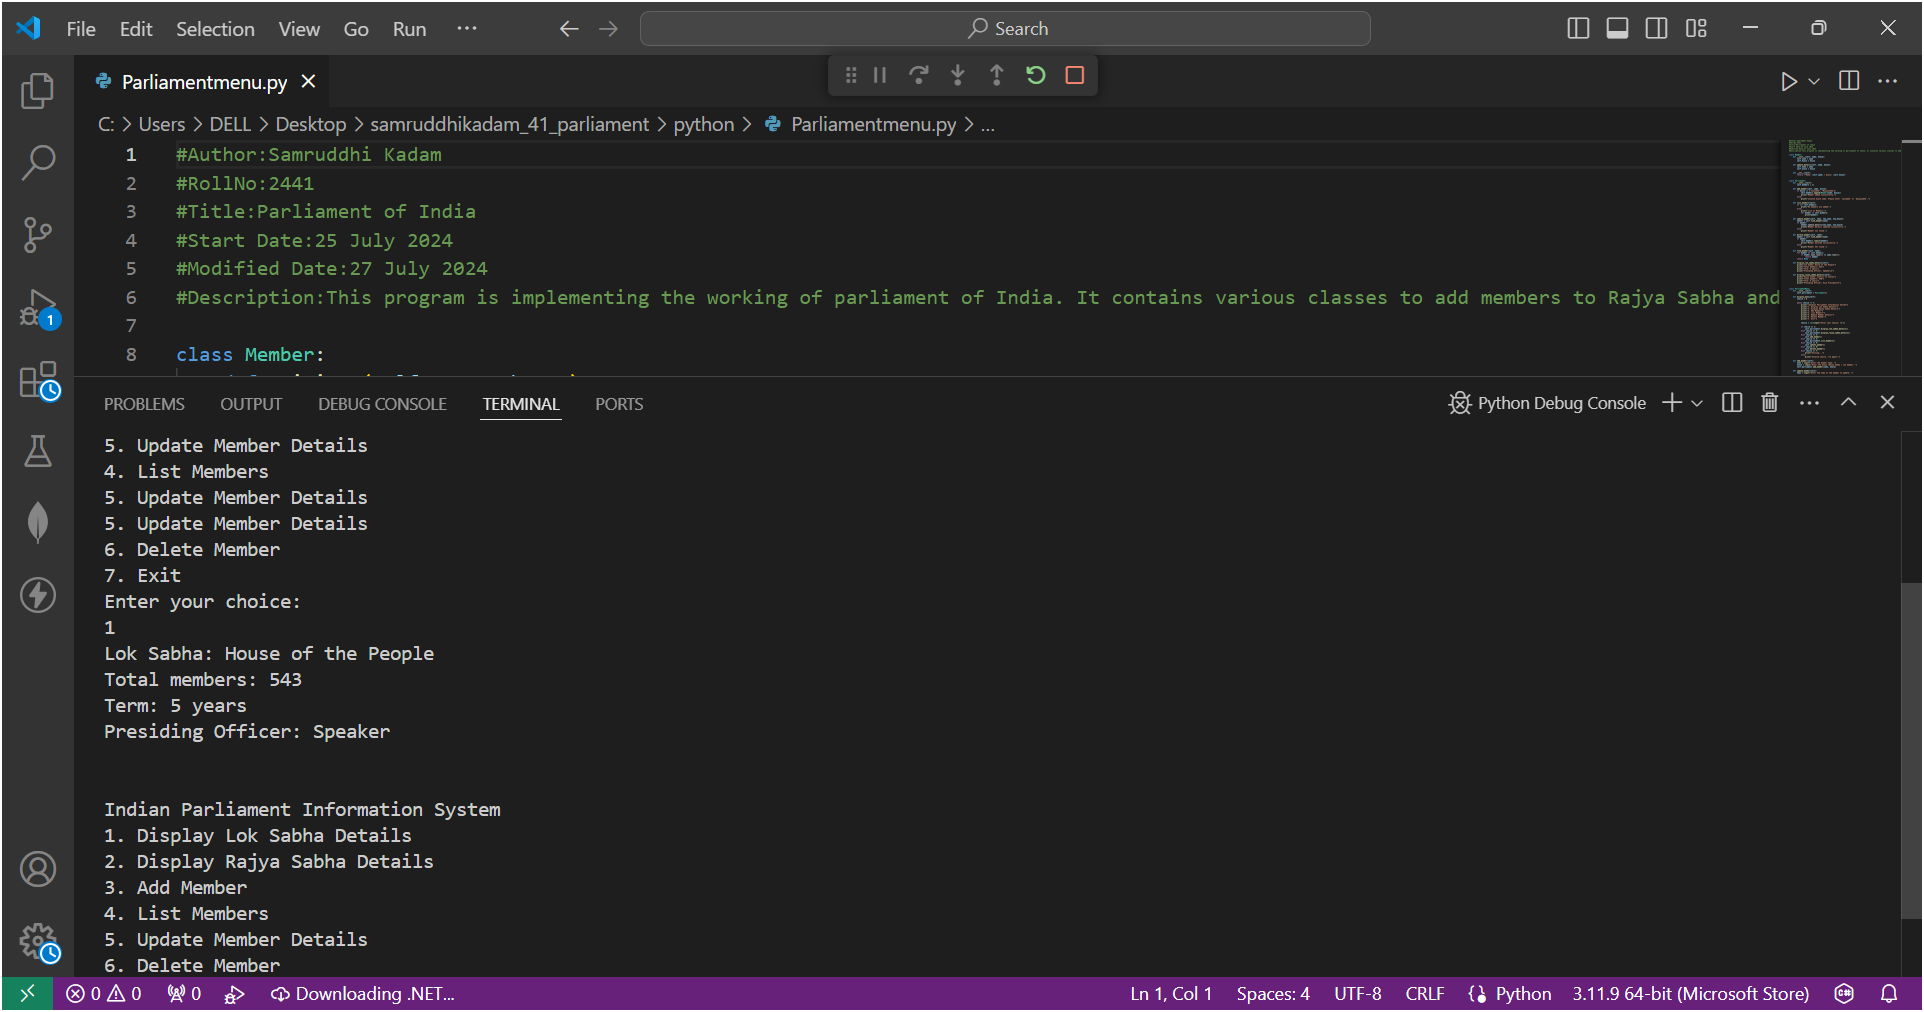 File Edit Selection View Go Run ··· Search
Parliamentmenu.py
C: > Users > DELL > Desktop > samruddhikadam_41_parliament > python > Parliamentmenu.py > ...
1 #Author:Samruddhi Kadam
2 #RollNo:2441
3 #Title:Parliament of India
4 #Start Date:25 July 2024
5 #Modified Date:27 July 2024
6 #Description:This program is implementing the working of parliament of India. It contains various classes to add members to Rajya Sabha and
7
8 class Member:
PROBLEMS OUTPUT DEBUG CONSOLE TERMINAL PORTS Python Debug Console
5. Update Member Details
4. List Members
5. Update Member Details
5. Update Member Details
6. Delete Member
7. Exit
Enter your choice:
1
Lok Sabha: House of the People
Total members: 543
Term: 5 years
Presiding Officer: Speaker
Indian Parliament Information System
1. Display Lok Sabha Details
2. Display Rajya Sabha Details
3. Add Member
4. List Members
5. Update Member Details
6. Delete Member
1
0 0 0 Downloading .NET... Ln 1, Col 1 Spaces: 4 UTF-8 CRLF {} Python 3.11.9 64-bit (Microsoft Store)